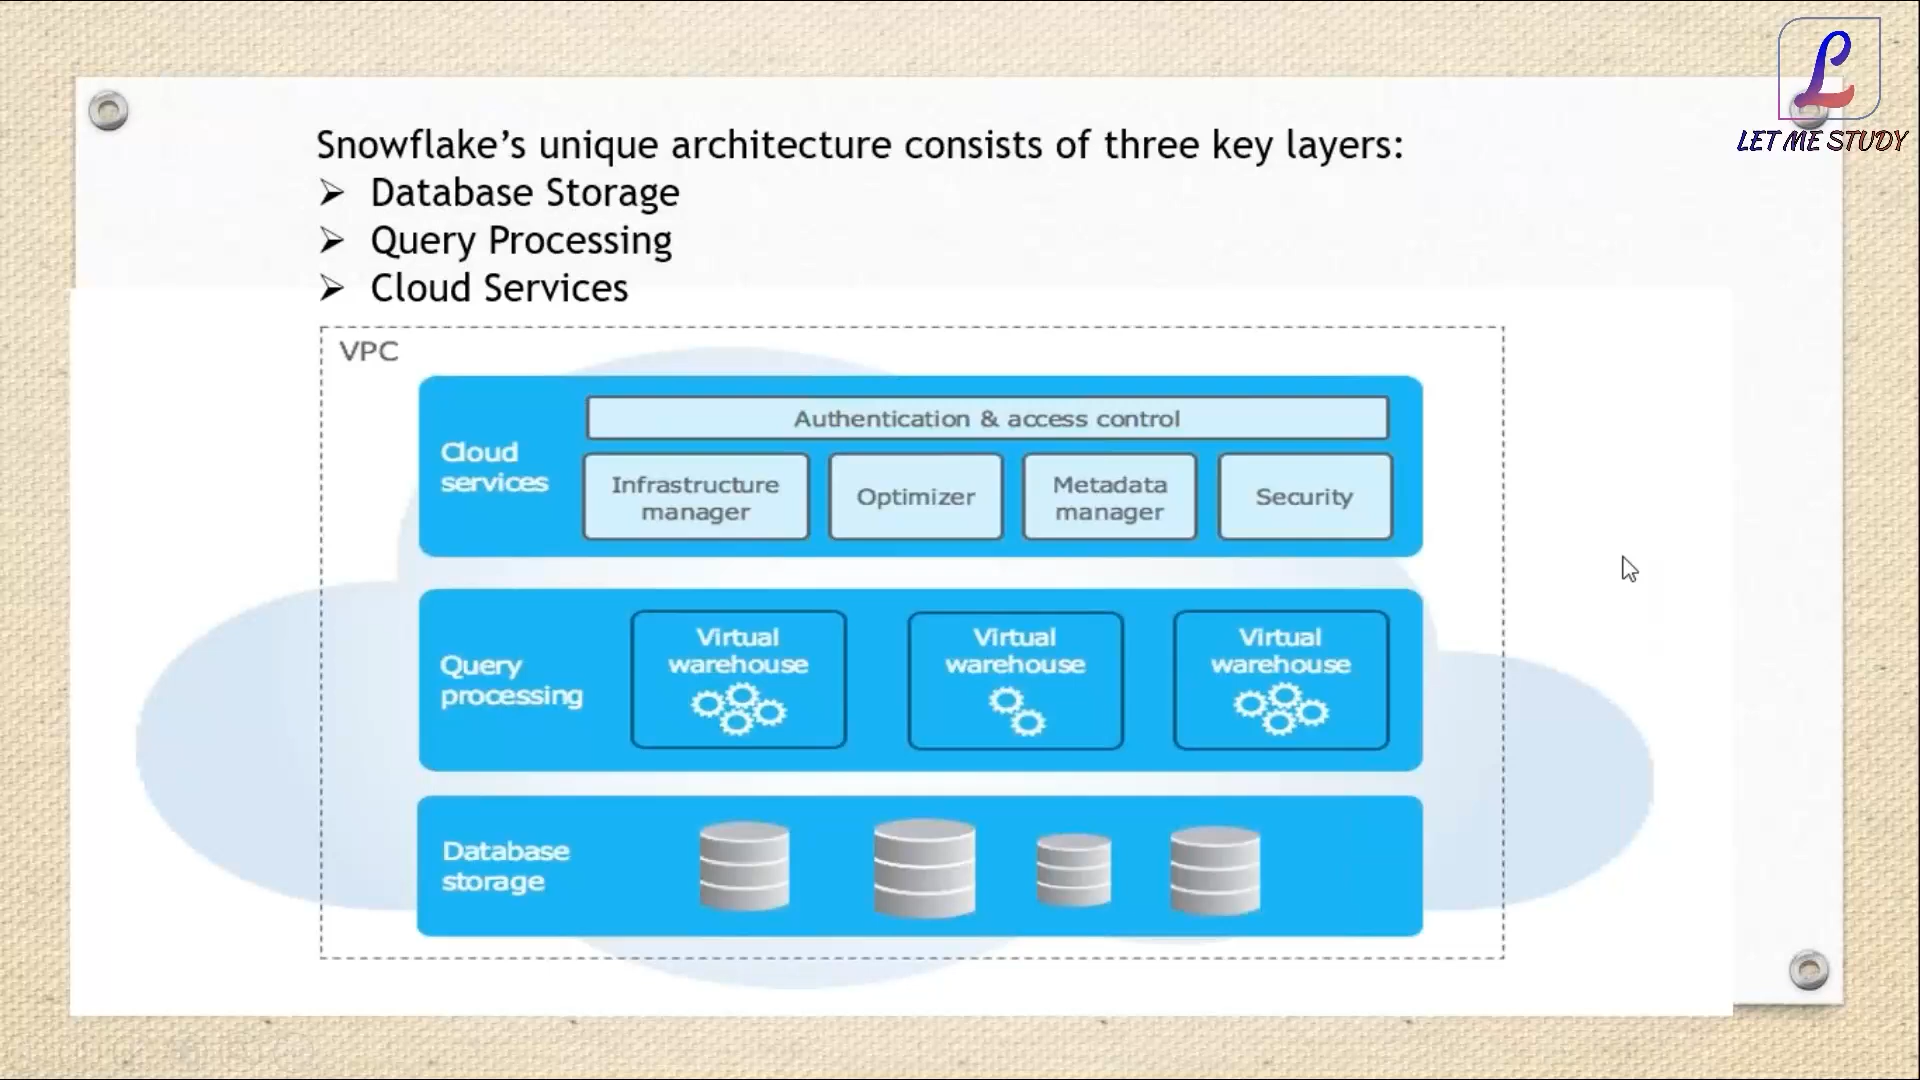 L
LET ME STUDY
Snowflake’s unique architecture consists of three key layers:
➢ Database Storage
➢ Query Processing
➢ Cloud Services
VPC
Cloud
services
Authentication & access control
Infrastructure
manager
Optimizer
Metadata
manager
Security
Query
processing
Virtual
warehouse
Virtual
warehouse
Virtual
warehouse
Database
storage